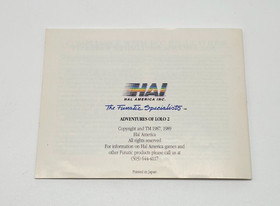 HAL
HAL AMERICA INC.
The Funatic Specialists
ADVENTURES OF LOLO 2
Copyright and TM 1987, 1989
Hal America
All rights reserved.
For information on Hal America games and
other Funatic products please call us at
(503) 644-4117
Printed in Japan